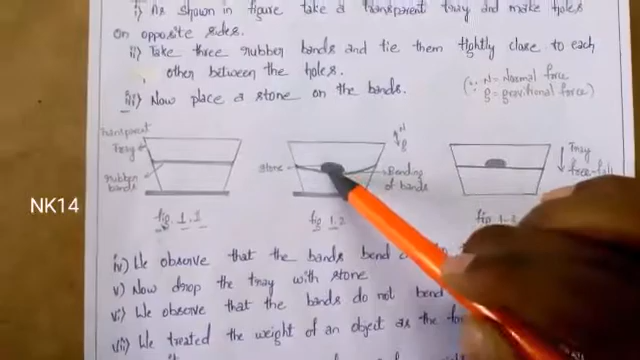 i) As shown in figure take a transparent tray and make holes
on opposite sides.
ii) Take three rubber bands and tie them tightly close to each
other between the holes.
iii) Now place a stone on the bands.
(∵ N = Normal force
g = gravitional force)
Transparent
Tray
rubber
bands
fig 1.1
stone
N
g
Bending
of bands
fig 1.2
Tray
free-fall
fig 1.3
NK14
iv) We observe that the bands bend
v) Now drop the tray with stone
vi) We observe that the bands do not bend
vii) We treated the weight of an object as the